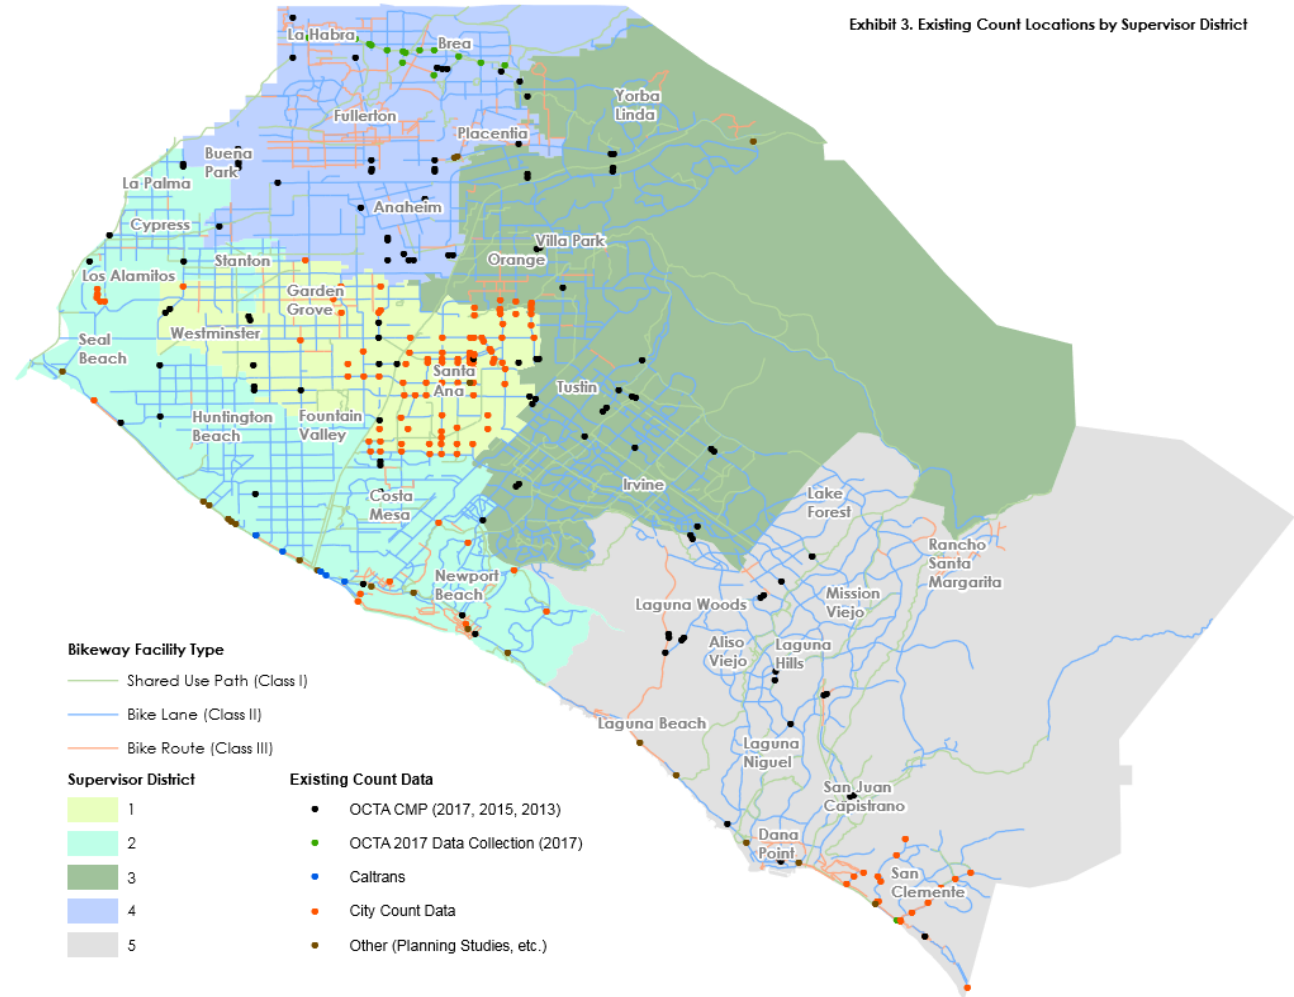 Exhibit 3. Existing Count Locations by Supervisor District
La Habra
Brea
Yorba
Linda
Fullerton
Placentia
Buena
Park
La Palma
Anaheim
Cypress
Villa Park
Stanton
Orange
Los Alamitos
Garden
Grove
Westminster
Seal
Beach
Santa
Ana
Tustin
Huntington
Beach
Fountain
Valley
Irvine
Costa
Mesa
Lake
Forest
Rancho
Santa
Margarita
Newport
Beach
Laguna Woods
Mission
Viejo
Aliso
Viejo
Laguna
Hills
Laguna Beach
Laguna
Niguel
San Juan
Capistrano
Dana
Point
San
Clemente
Bikeway Facility Type
Shared Use Path (Class I)
Bike Lane (Class II)
Bike Route (Class III)
Supervisor District
1
2
3
4
5
Existing Count Data
OCTA CMP (2017, 2015, 2013)
OCTA 2017 Data Collection (2017)
Caltrans
City Count Data
Other (Planning Studies, etc.)